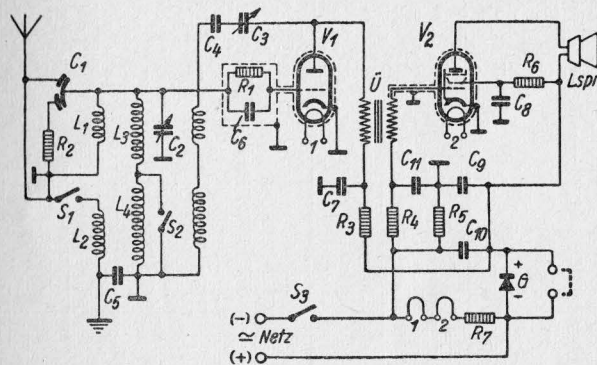 C4 C3 V1 V2
C1 R1 Ü R6 Lspr
L1 L3 C2 C6 C8
R2 1 2
C11 C9
S1 L4 S2 C7 R3 R4 R5 C10
L2 C5 + G −
S3
(−) 1 2 R7
≃ Netz
(+)